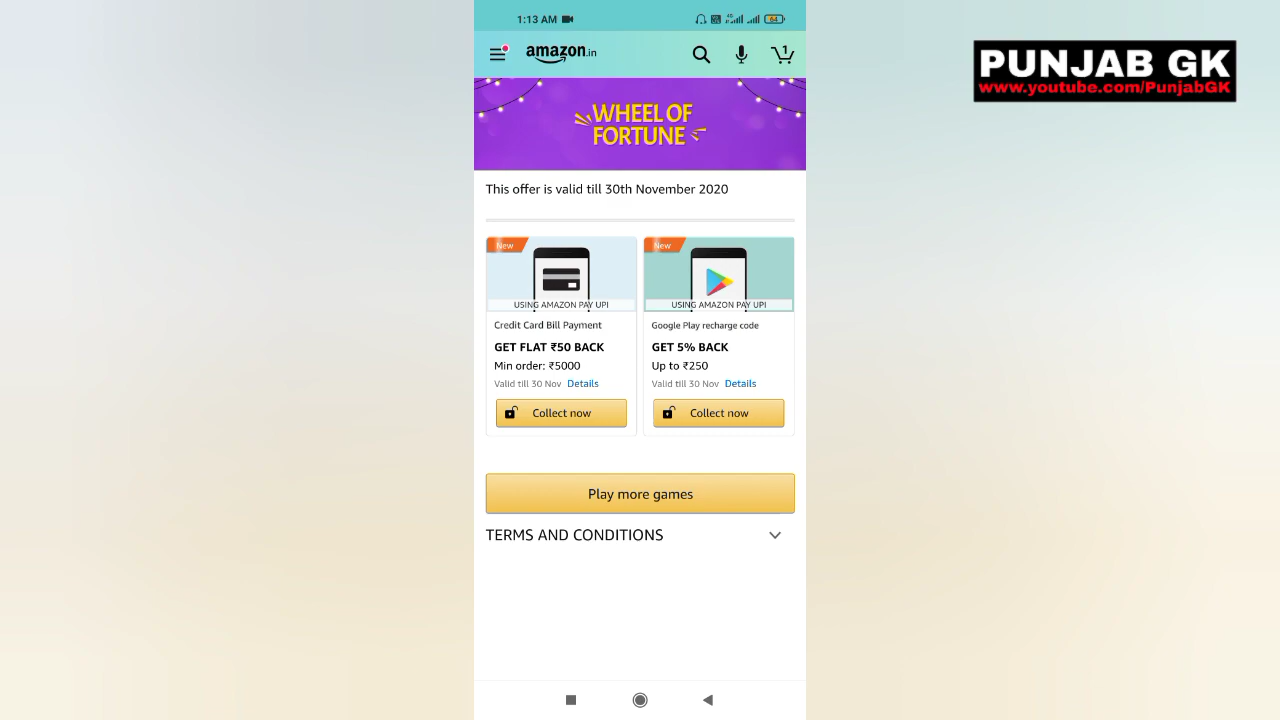 1:13 AM
4G
64
amazon.in
1
PUNJAB GK
www.youtube.com/PunjabGK
WHEEL OF
FORTUNE
This offer is valid till 30th November 2020
New
USING AMAZON PAY UPI
Credit Card Bill Payment
GET FLAT ₹50 BACK
Min order: ₹5000
Valid till 30 Nov Details
Collect now
New
USING AMAZON PAY UPI
Google Play recharge code
GET 5% BACK
Up to ₹250
Valid till 30 Nov Details
Collect now
Play more games
TERMS AND CONDITIONS